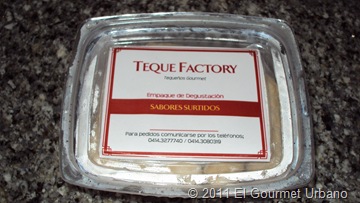 TEQUE FACTORY
Tequeños Gourmet
Empaque de degustación
SABORES SURTIDOS
Para pedidos comunicarse por los teléfonos;
0414.3277740 / 0414.3080319
© 2011 El Gourmet Urbano